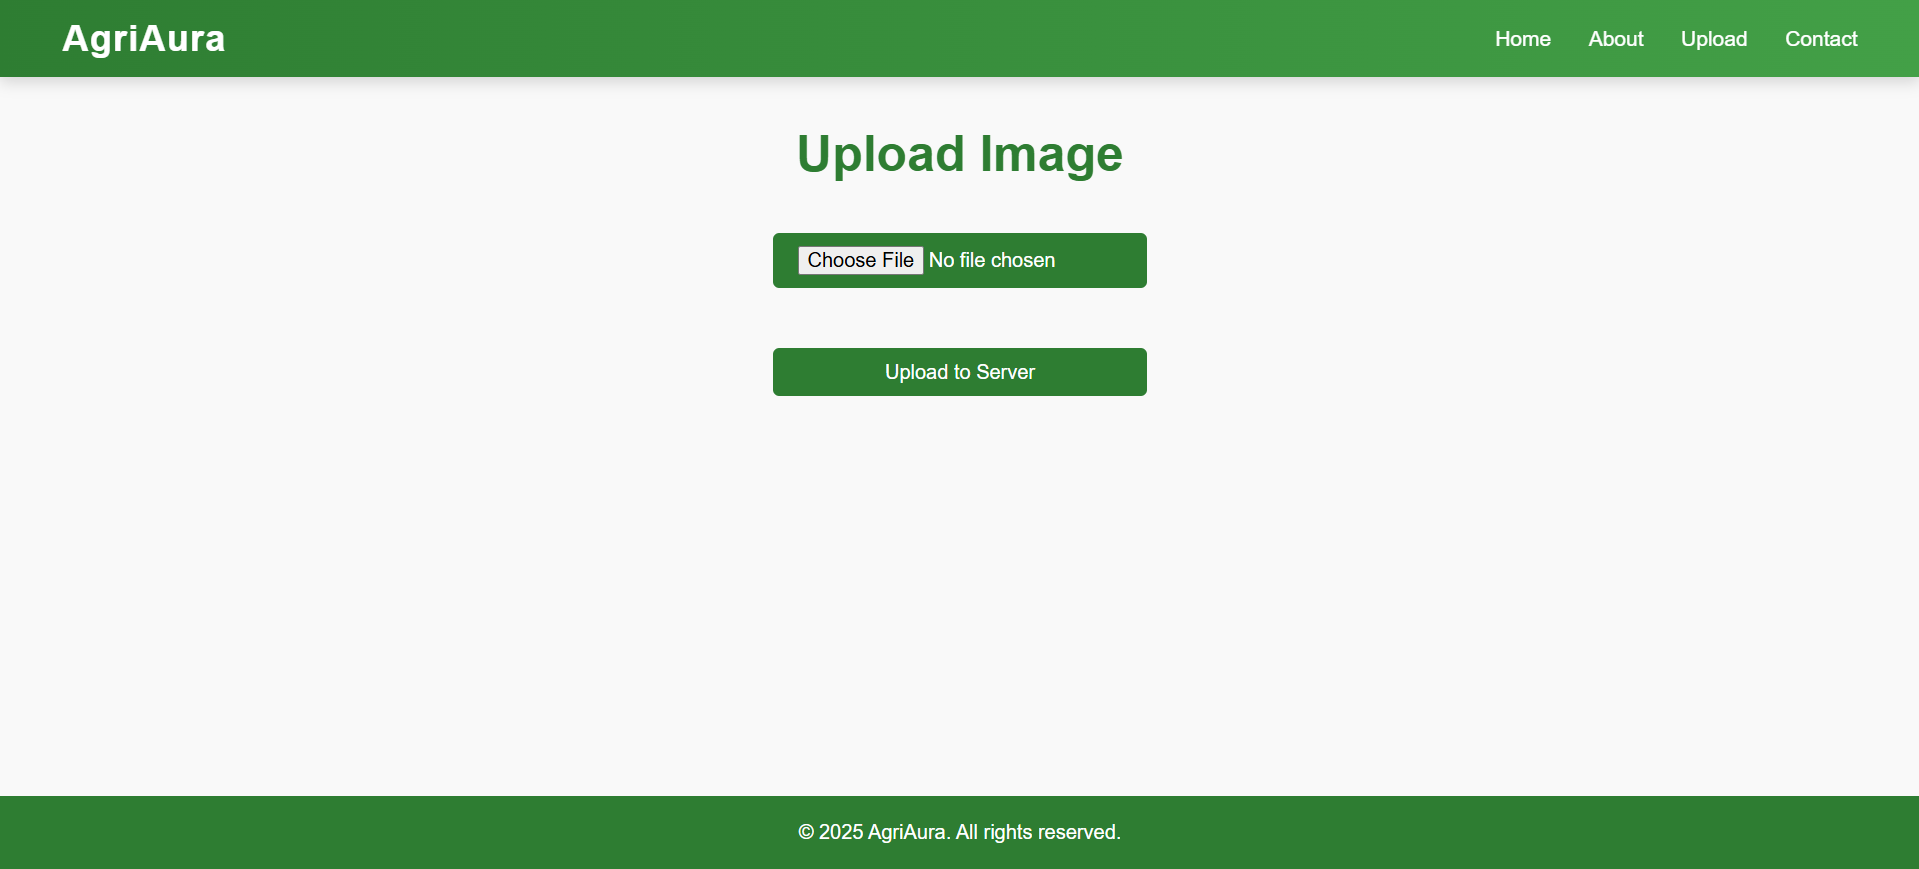 AgriAura
Home About Upload Contact
Upload Image
Choose File No file chosen
Upload to Server
© 2025 AgriAura. All rights reserved.